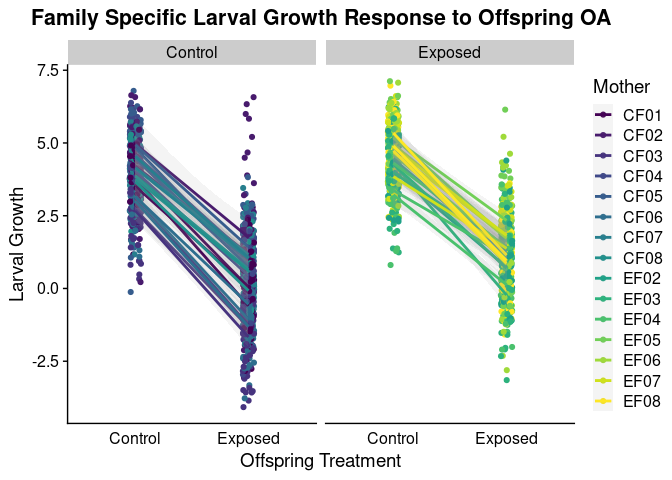 Family Specific Larval Growth Response to Offspring OA
Control
Exposed
7.5
5.0
2.5
0.0
-2.5
Larval Growth
Control
Exposed
Control
Exposed
Offspring Treatment
Mother
CF01
CF02
CF03
CF04
CF05
CF06
CF07
CF08
EF02
EF03
EF04
EF05
EF06
EF07
EF08